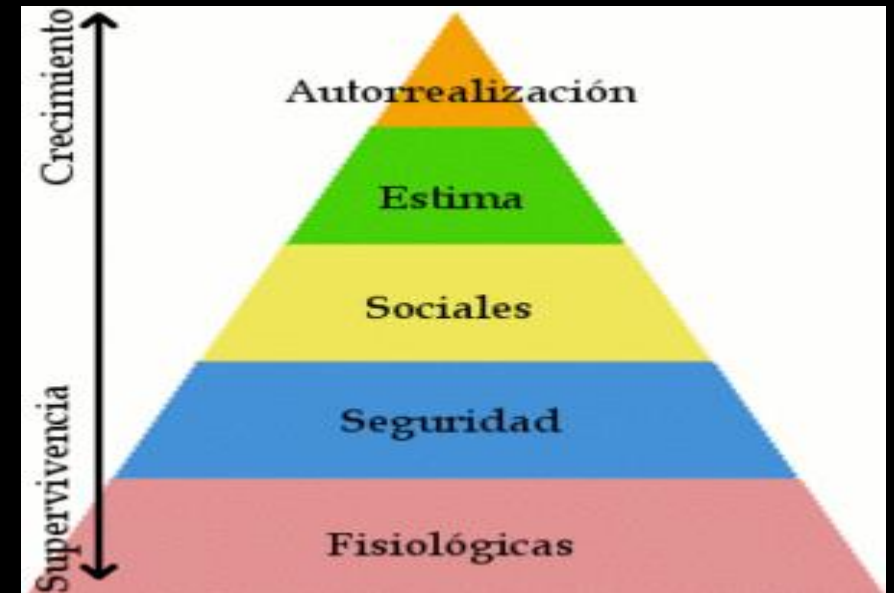 Crecimiento
Supervivencia
Autorrealización
Estima
Sociales
Seguridad
Fisiológicas